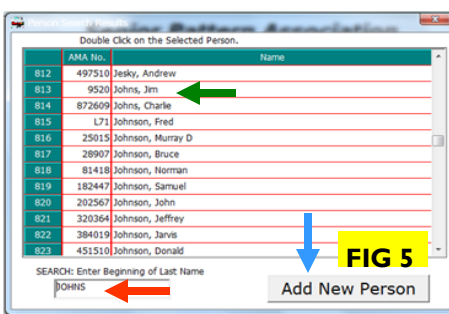 Person Search Results
Senior Pattern Association
Double Click on the Selected Person.
AMA No. Name
812 497510 Jesky, Andrew
813 9520 Johns, Jim
814 872609 Johns, Charlie
815 L71 Johnson, Fred
816 25015 Johnson, Murray D
817 28907 Johnson, Bruce
818 81418 Johnson, Norman
819 182447 Johnson, Samuel
820 202567 Johnson, John
821 320364 Johnson, Jeffrey
822 384019 Johnson, Jarvis
823 451510 Johnson, Donald
FIG 5
SEARCH: Enter Beginning of Last Name
JOHNS
Add New Person